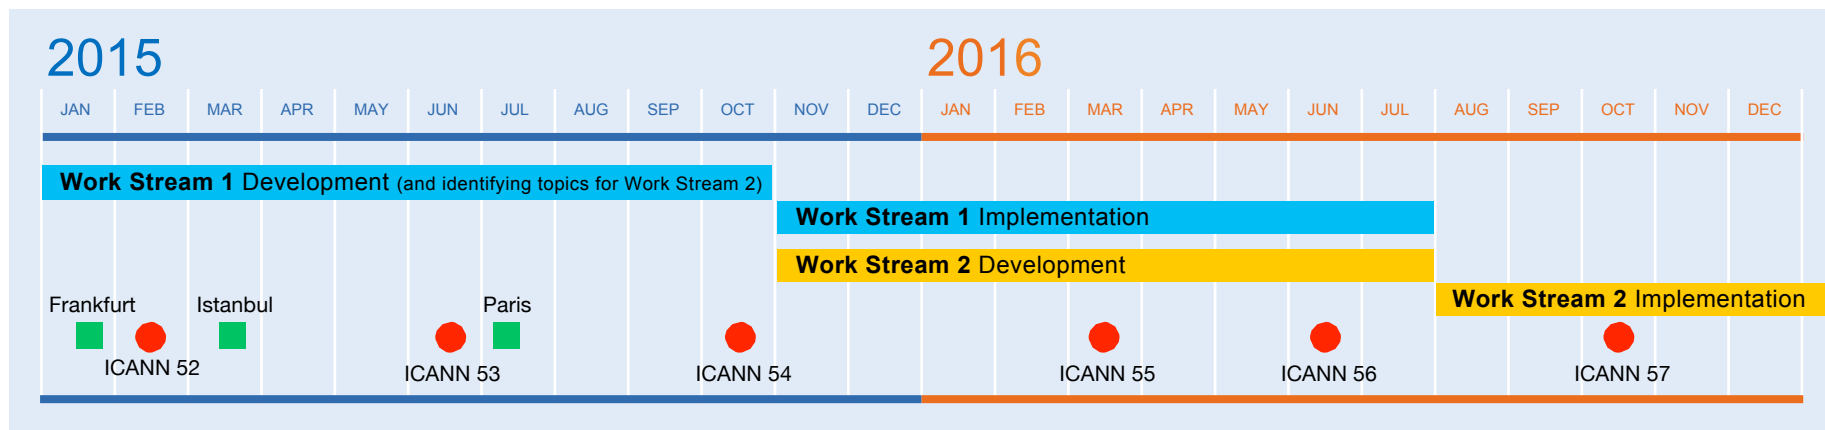 2015 2016
JAN FEB MAR APR MAY JUN JUL AUG SEP OCT NOV DEC JAN FEB MAR APR MAY JUN JUL AUG SEP OCT NOV DEC
Work Stream 1 Development (and identifying topics for Work Stream 2)
Work Stream 1 Implementation
Work Stream 2 Development
Work Stream 2 Implementation
Frankfurt Istanbul Paris
ICANN 52 ICANN 53 ICANN 54 ICANN 55 ICANN 56 ICANN 57